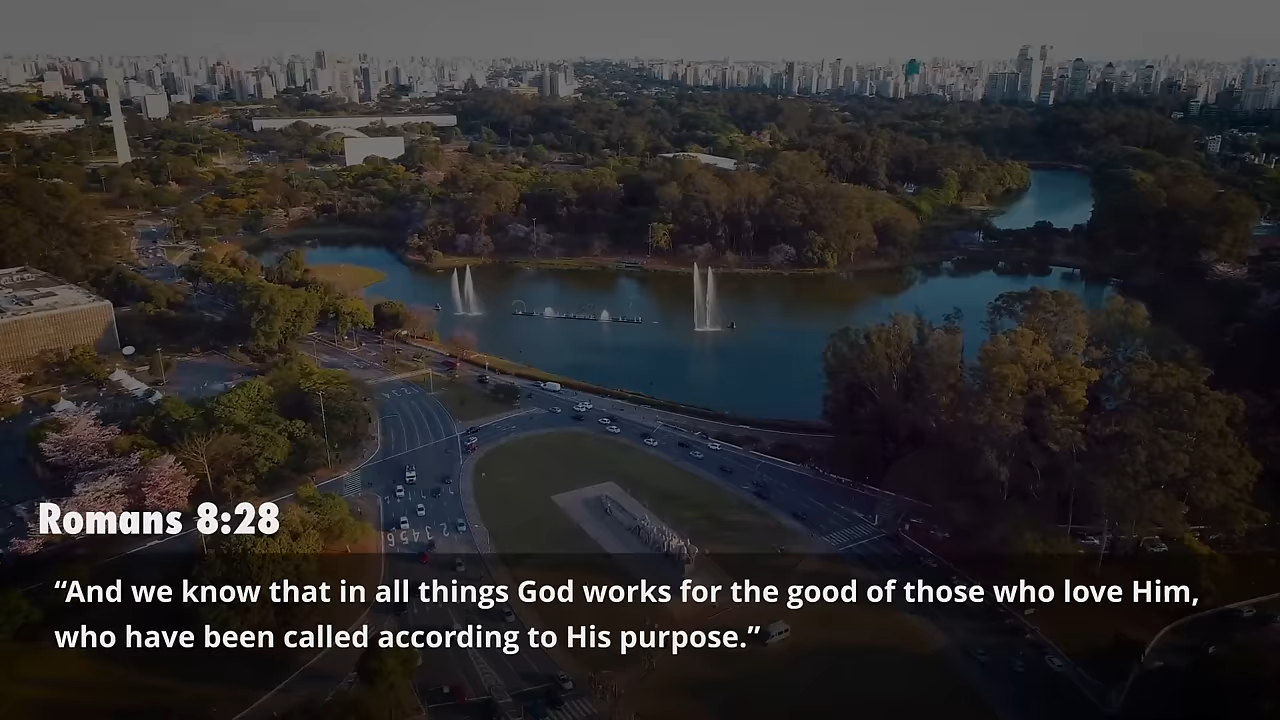 Romans 8:28
“And we know that in all things God works for the good of those who love Him,
who have been called according to His purpose.”